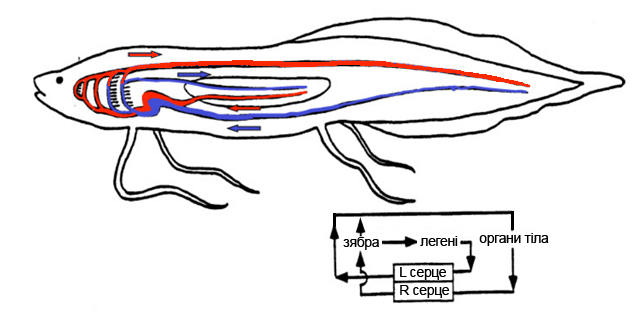 зябра легені органи тіла
L серце
R серце